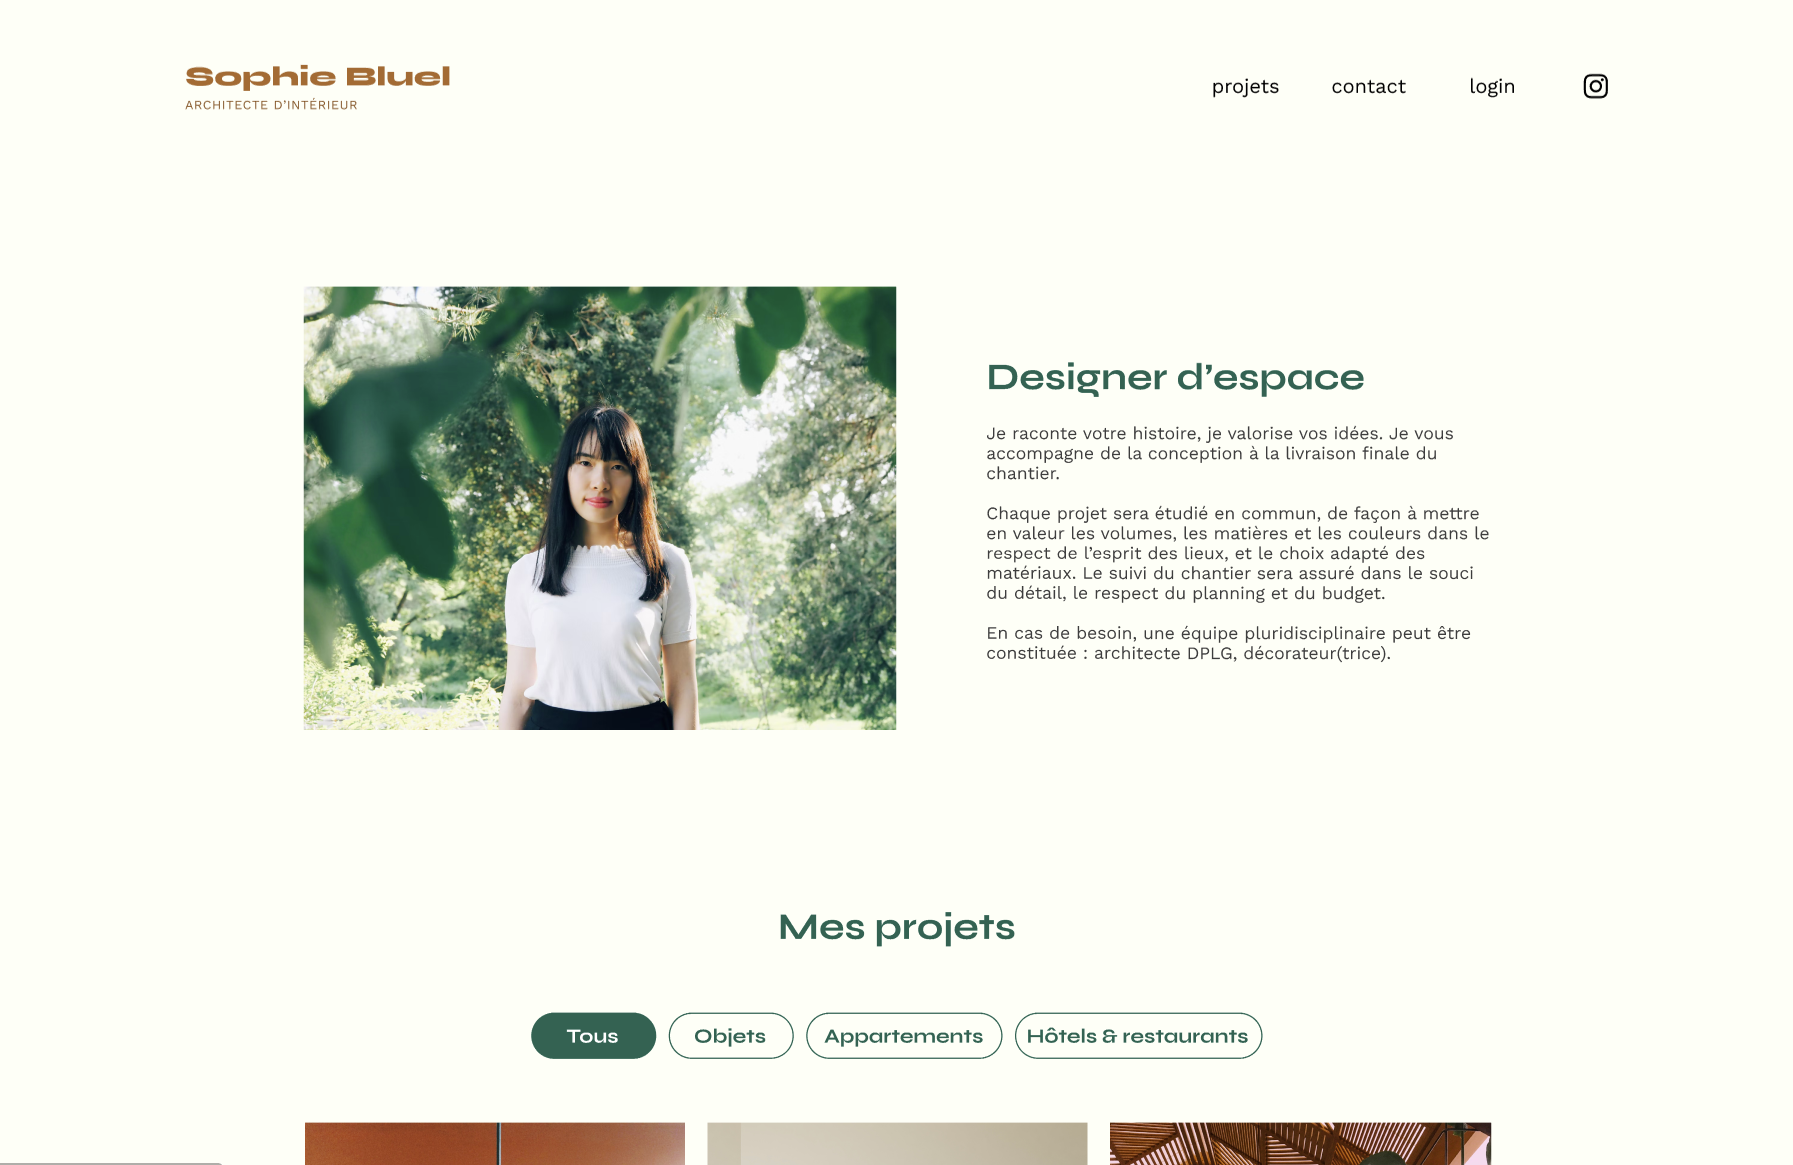 Sophie Bluel
ARCHITECTE D’INTÉRIEUR
projets contact login
Designer d’espace
Je raconte votre histoire, je valorise vos idées. Je vous
accompagne de la conception à la livraison finale du
chantier.
Chaque projet sera étudié en commun, de façon à mettre
en valeur les volumes, les matières et les couleurs dans le
respect de l’esprit des lieux, et le choix adapté des
matériaux. Le suivi du chantier sera assuré dans le souci
du détail, le respect du planning et du budget.
En cas de besoin, une équipe pluridisciplinaire peut être
constituée : architecte DPLG, décorateur(trice).
Mes projets
Tous Objets Appartements Hôtels & restaurants